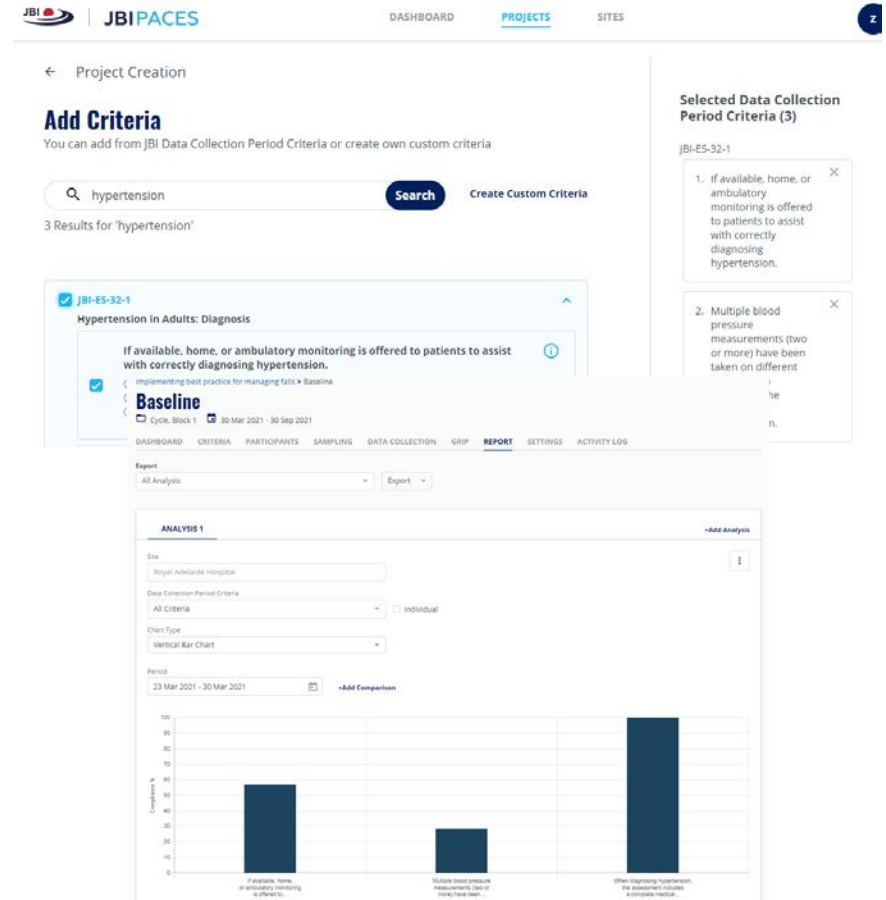 JBI
JBIPACES
DASHBOARD
PROJECTS
SITES
Z
Project Creation
Add Criteria
You can add from JBI Data Collection Period Criteria or create own custom criteria
hypertension
Search
Create Custom Criteria
3 Results for 'hypertension'
JBI-ES-32-1
Hypertension in Adults: Diagnosis
If available, home, or ambulatory monitoring is offered to patients to assist
with correctly diagnosing hypertension.
Selected Data Collection
Period Criteria (3)
JBI-ES-32-1
1. If available, home, or
ambulatory
monitoring is offered
to patients to assist
with correctly
diagnosing
hypertension.
2. Multiple blood
pressure
measurements (two
or more) have been
taken on different
implementing best practice for managing falls > Baseline
Baseline
Cycle, Block 1
30 Mar 2021 - 30 Sep 2021
DASHBOARD
CRITERIA
PARTICIPANTS
SAMPLING
DATA COLLECTION
GRIP
REPORT
SETTINGS
ACTIVITY LOG
Export
All Analysis
Export
ANALYSIS 1
+Add Analysis
Site
Royal Adelaide Hospital
Data Collection Period Criteria
All Criteria
Individual
Chart Type
Vertical Bar Chart
Period
23 Mar 2021 - 30 Mar 2021
+Add Comparison
Compliance %
100
90
80
70
60
50
40
30
20
10
0
If available, home,
or ambulatory monitoring
is offered to...
Multiple blood pressure
measurements (two or
more) have been...
When diagnosing hypertension,
the assessment includes
a complete medical...